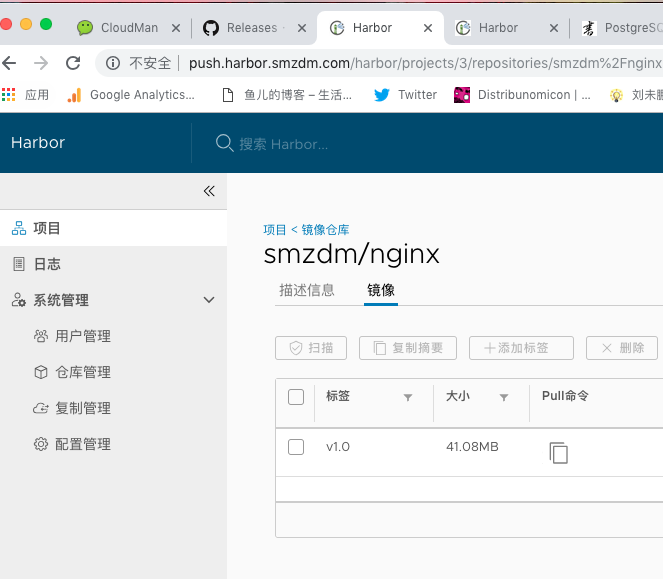 CloudMan
Releases
Harbor
Harbor
书
不安全
push.harbor.smzdm.com/harbor/projects/3/repositories/smzdm%2Fnginx
应用
Google Analytics...
鱼儿的博客 – 生活...
Twitter
Distribunomicon | ...
刘未鹏
Harbor
搜索 Harbor...
项目
日志
系统管理
用户管理
仓库管理
复制管理
配置管理
项目 < 镜像仓库
smzdm/nginx
描述信息
镜像
扫描
复制摘要
添加标签
删除
标签
大小
Pull命令
v1.0
41.08MB